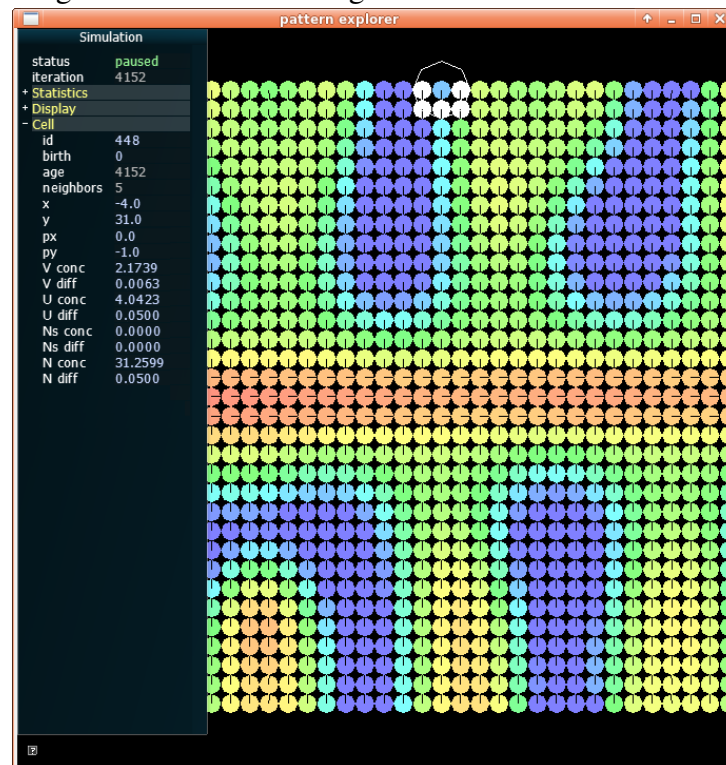 pattern explorer
Simulation
status paused
iteration 4152
+ Statistics
+ Display
− Cell
id 448
birth 0
age 4152
neighbors 5
x -4.0
y 31.0
px 0.0
py -1.0
V conc 2.1739
V diff 0.0063
U conc 4.0423
U diff 0.0500
Ns conc 0.0000
Ns diff 0.0000
N conc 31.2599
N diff 0.0500
?